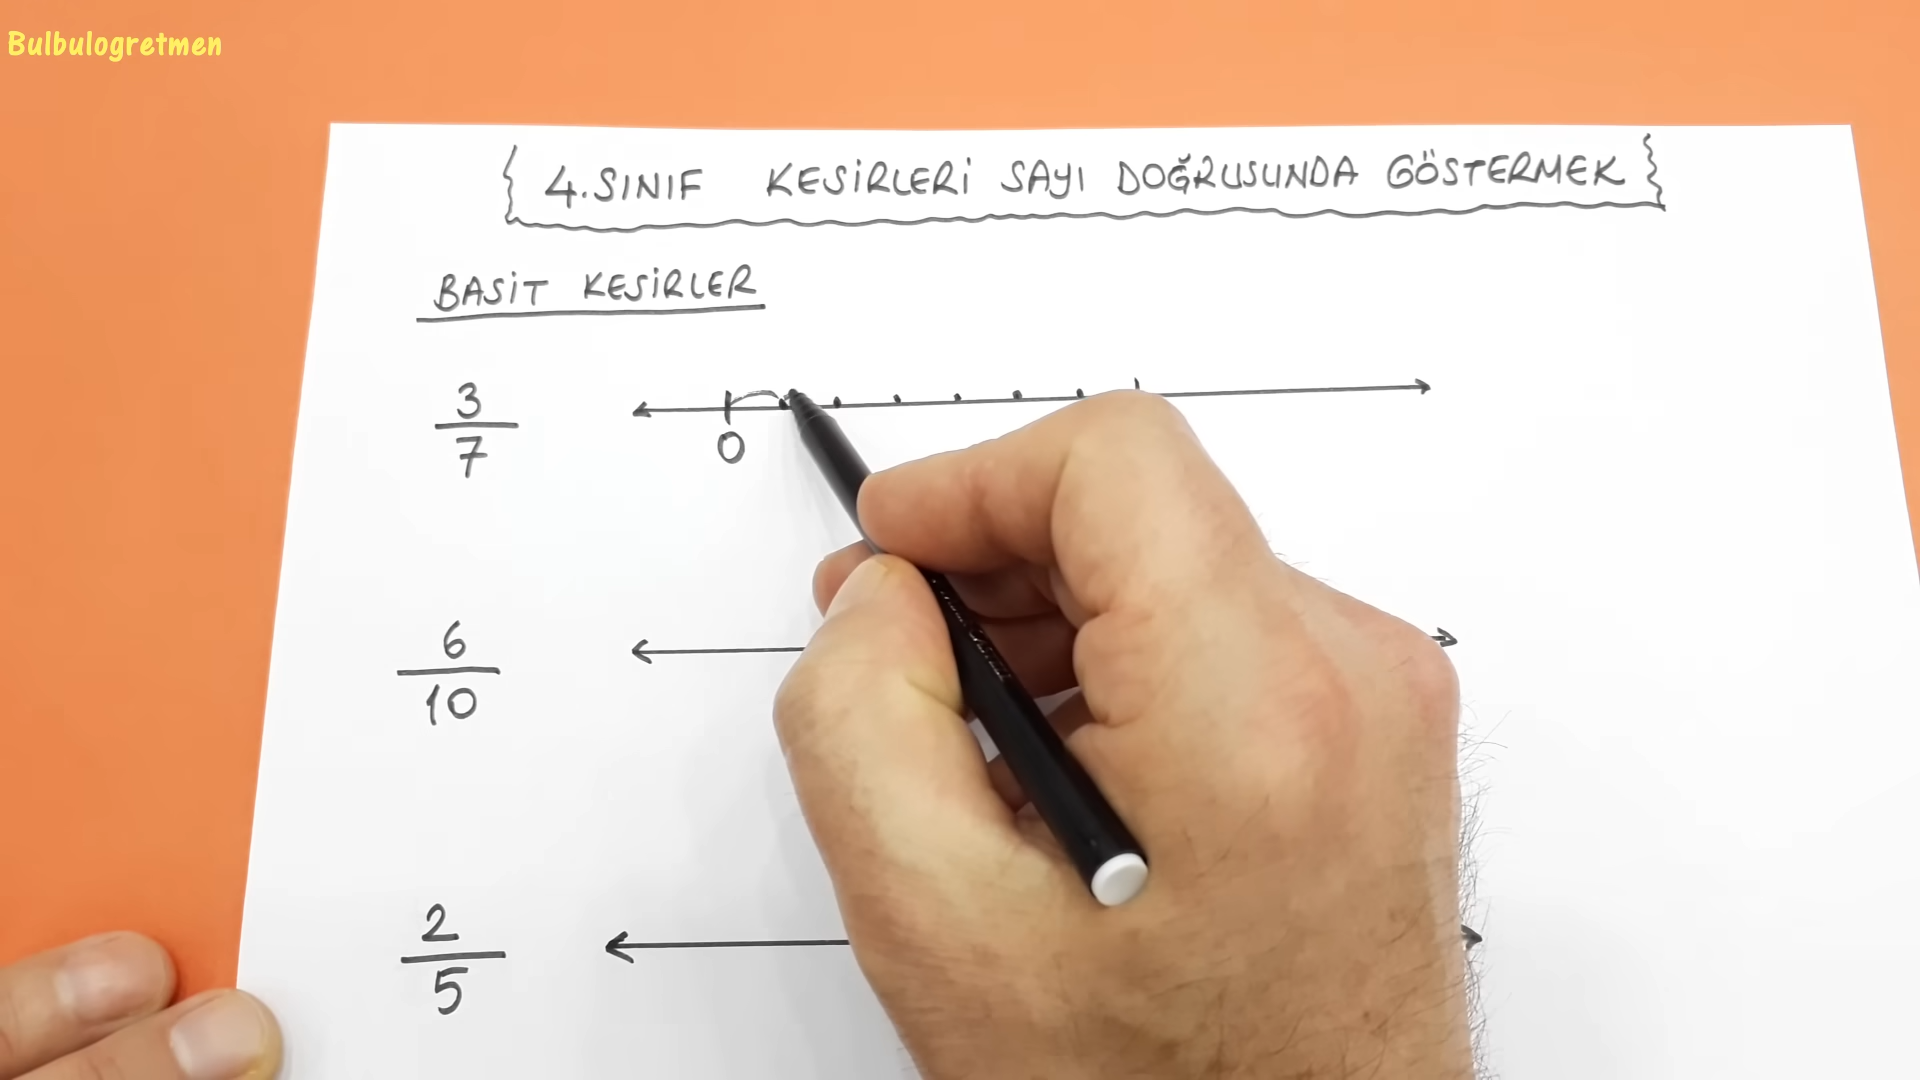 Bulbulogretmen
4.SINIF KESİRLERİ SAYI DOĞRUSUNDA GÖSTERMEK
BASİT KESİRLER
3
7
0
6
10
2
5